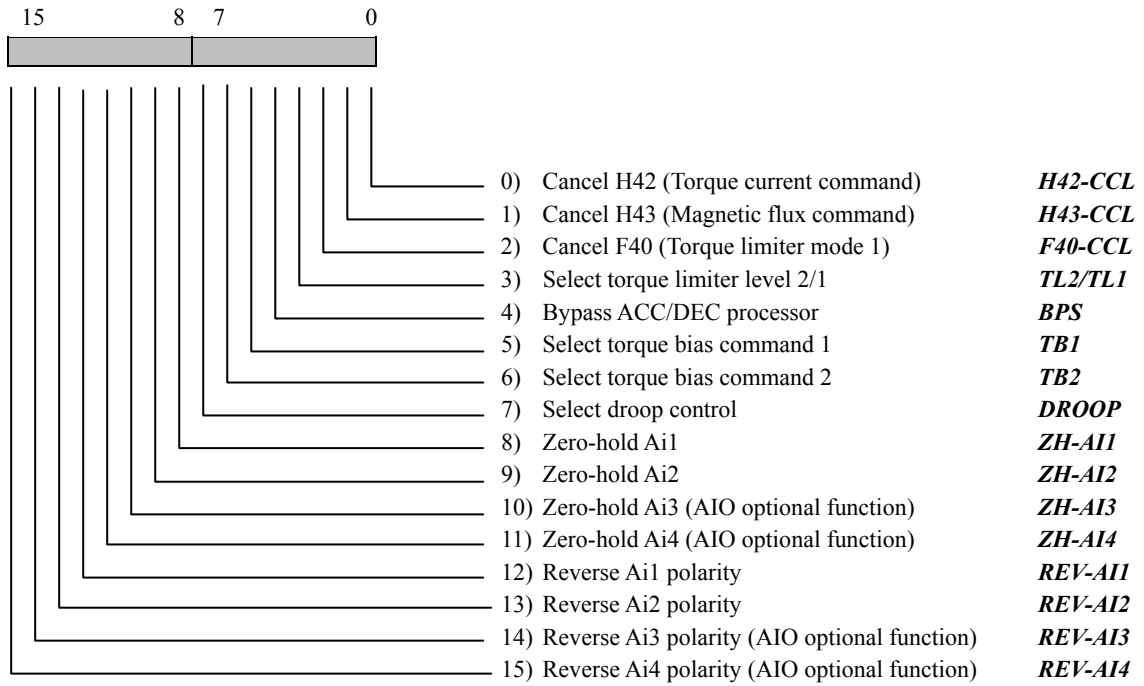 15 8 7 0
0) Cancel H42 (Torque current command) H42-CCL
1) Cancel H43 (Magnetic flux command) H43-CCL
2) Cancel F40 (Torque limiter mode 1) F40-CCL
3) Select torque limiter level 2/1 TL2/TL1
4) Bypass ACC/DEC processor BPS
5) Select torque bias command 1 TB1
6) Select torque bias command 2 TB2
7) Select droop control DROOP
8) Zero-hold Ai1 ZH-AI1
9) Zero-hold Ai2 ZH-AI2
10) Zero-hold Ai3 (AIO optional function) ZH-AI3
11) Zero-hold Ai4 (AIO optional function) ZH-AI4
12) Reverse Ai1 polarity REV-AI1
13) Reverse Ai2 polarity REV-AI2
14) Reverse Ai3 polarity (AIO optional function) REV-AI3
15) Reverse Ai4 polarity (AIO optional function) REV-AI4